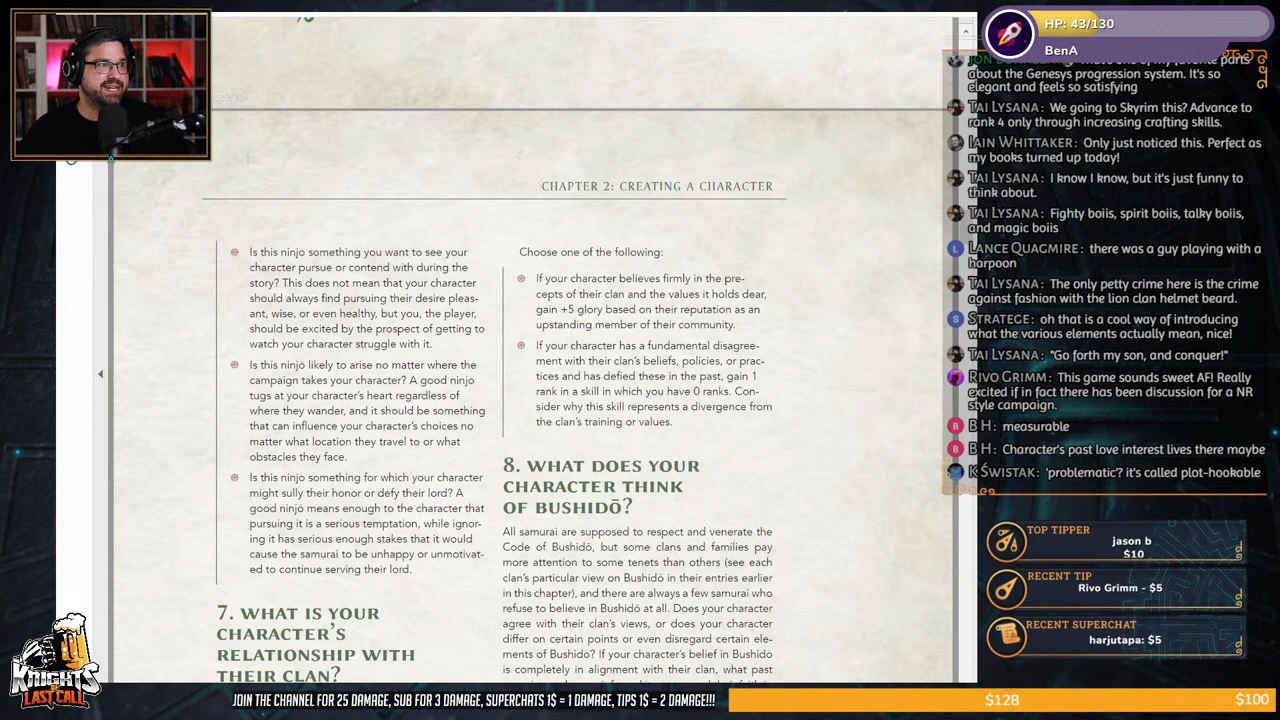 CHAPTER 2: CREATING A CHARACTER
Is this ninjō something you want to see your
character pursue or contend with during the
story? This does not mean that your character
should always find pursuing their desire pleas-
ant, wise, or even healthy, but you, the player,
should be excited by the prospect of getting to
watch your character struggle with it.
Is this ninjō likely to arise no matter where the
campaign takes your character? A good ninjō
tugs at your character's heart regardless of
where they wander, and it should be something
that can influence your character's choices no
matter what location they travel to or what
obstacles they face.
Is this ninjō something for which your character
might sully their honor or defy their lord? A
good ninjō means enough to the character that
pursuing it is a serious temptation, while ignor-
ing it has serious enough stakes that it would
cause the samurai to be unhappy or unmotivat-
ed to continue serving their lord.
7. WHAT IS YOUR
CHARACTER'S
RELATIONSHIP WITH
THEIR CLAN?
Choose one of the following:
If your character believes firmly in the pre-
cepts of their clan and the values it holds dear,
gain +5 glory based on their reputation as an
upstanding member of their community.
If your character has a fundamental disagree-
ment with their clan's beliefs, policies, or prac-
tices and has defied these in the past, gain 1
rank in a skill in which you have 0 ranks. Con-
sider why this skill represents a divergence from
the clan's training or values.
8. WHAT DOES YOUR
CHARACTER THINK
OF BUSHIDŌ?
All samurai are supposed to respect and venerate the
Code of Bushidō, but some clans and families pay
more attention to some tenets than others (see each
clan's particular view on Bushidō in their entries earlier
in this chapter), and there are always a few samurai who
refuse to believe in Bushidō at all. Does your character
agree with their clan's views, or does your character
differ on certain points or even disregard certain ele-
ments of Bushidō? If your character's belief in Bushidō
is completely in alignment with their clan, what past
HP: 43/130
BenA
about the Genesys progression system. It's so
elegant and feels so satisfying
TAI LYSANA: We going to Skyrim this? Advance to
rank 4 only through increasing crafting skills.
IAIN WHITTAKER: Only just noticed this. Perfect as
my books turned up today!
TAI LYSANA: I know I know, but it's just funny to
think about.
TAI LYSANA: Fighty boiis, spirit boiis, talky boiis,
and magic boiis
L LANCE QUAGMIRE: there was a guy playing with a
harpoon
TAI LYSANA: The only petty crime here is the crime
against fashion with the lion clan helmet beard.
S STRATEGE: oh that is a cool way of introducing
what the various elements actually mean, nice!
TAI LYSANA: "Go forth my son, and conquer!"
RIVO GRIMM: This game sounds sweet AF! Really
excited if in fact there has been discussion for a NR
style campaign.
B B H: measurable
B B H: Character's past love interest lives there maybe
K ŚWISTAK: 'problematic'? it's called plot-hookable
TOP TIPPER
jason b
$10
RECENT TIP
Rivo Grimm - $5
RECENT SUPERCHAT
harjutapa: $5
KNIGHTS
OF LAST CALL
JOIN THE CHANNEL FOR 25 DAMAGE, SUB FOR 3 DAMAGE, SUPERCHATS 1$ = 1 DAMAGE, TIPS 1$ = 2 DAMAGE!!!
$128
$100